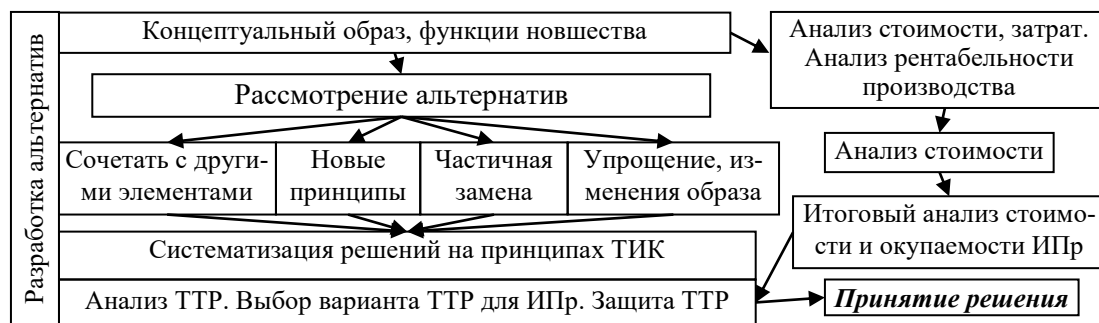 Разработка альтернатив
Концептуальный образ, функции новшества
Рассмотрение альтернатив
Сочетать с други-
ми элементами
Новые
принципы
Частичная
замена
Упрощение, из-
менения образа
Систематизация решений на принципах ТИК
Анализ ТТР. Выбор варианта ТТР для ИПр. Защита ТТР
Анализ стоимости, затрат.
Анализ рентабельности
производства
Анализ стоимости
Итоговый анализ стоимо-
сти и окупаемости ИПр
Принятие решения